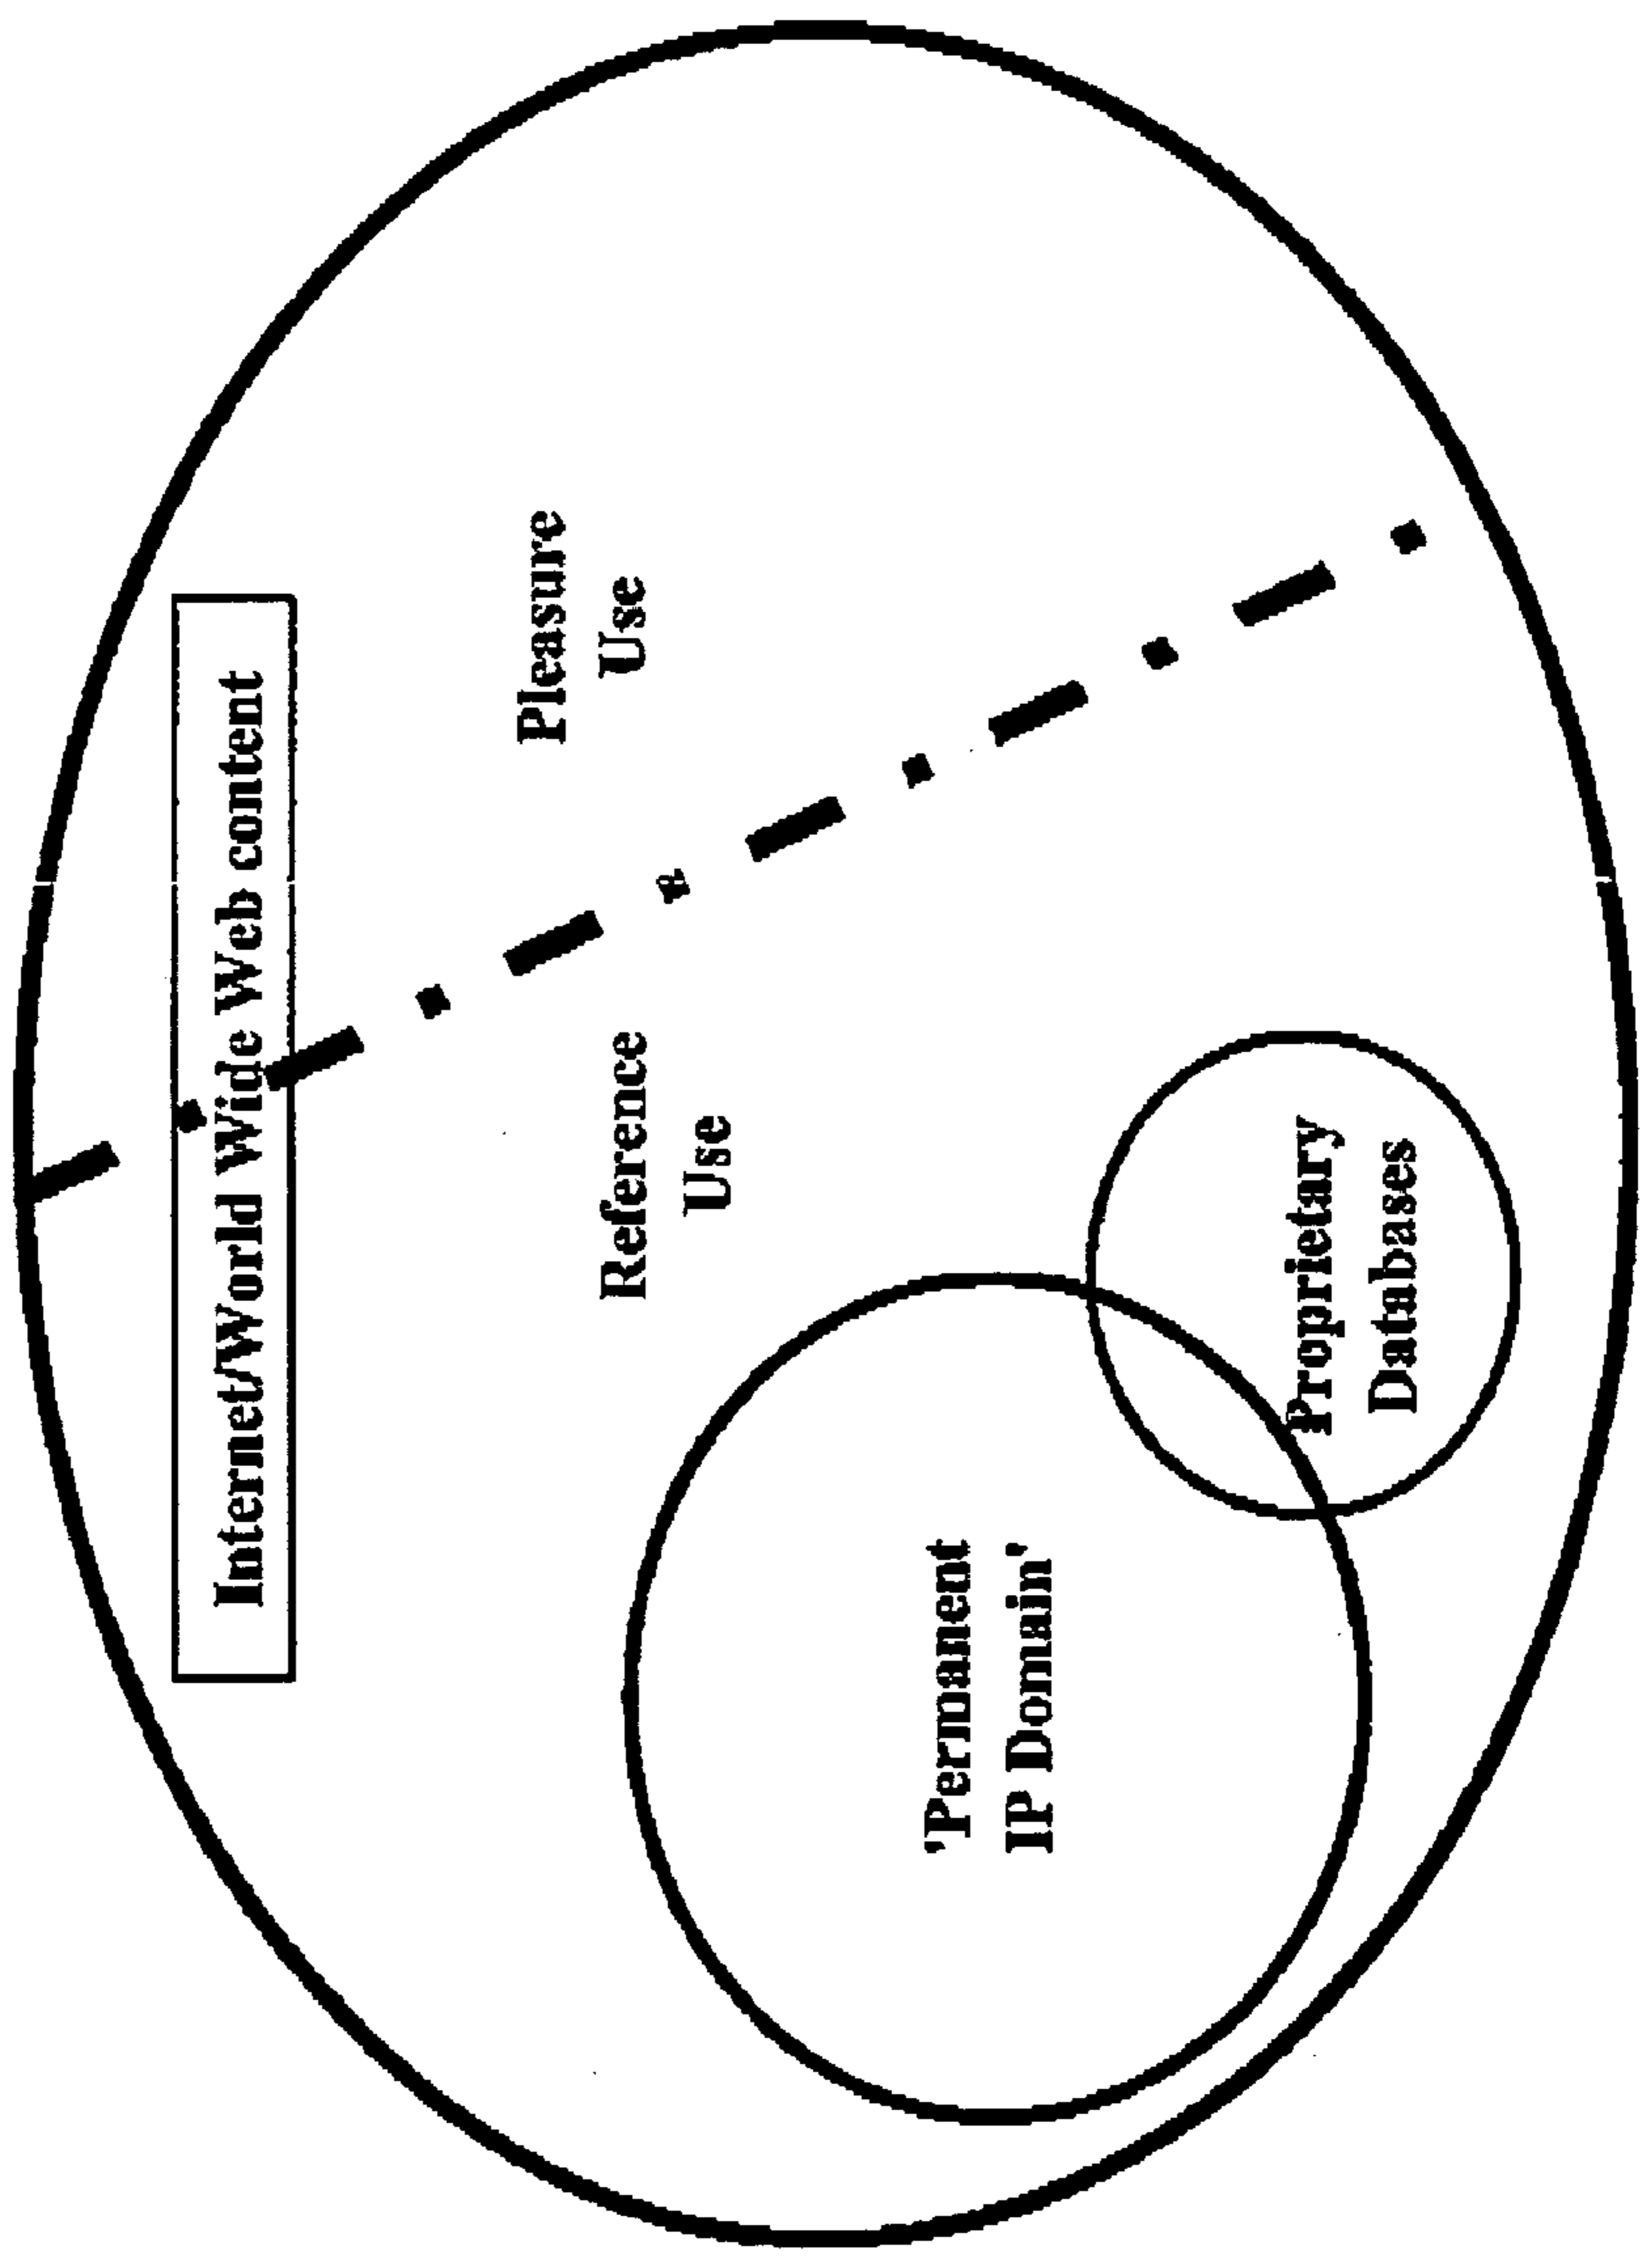 Internet/World Wide Web content
Pleasure
Use
Reference
Use
'Permanent
IP Domain'
Proprietary
Databases